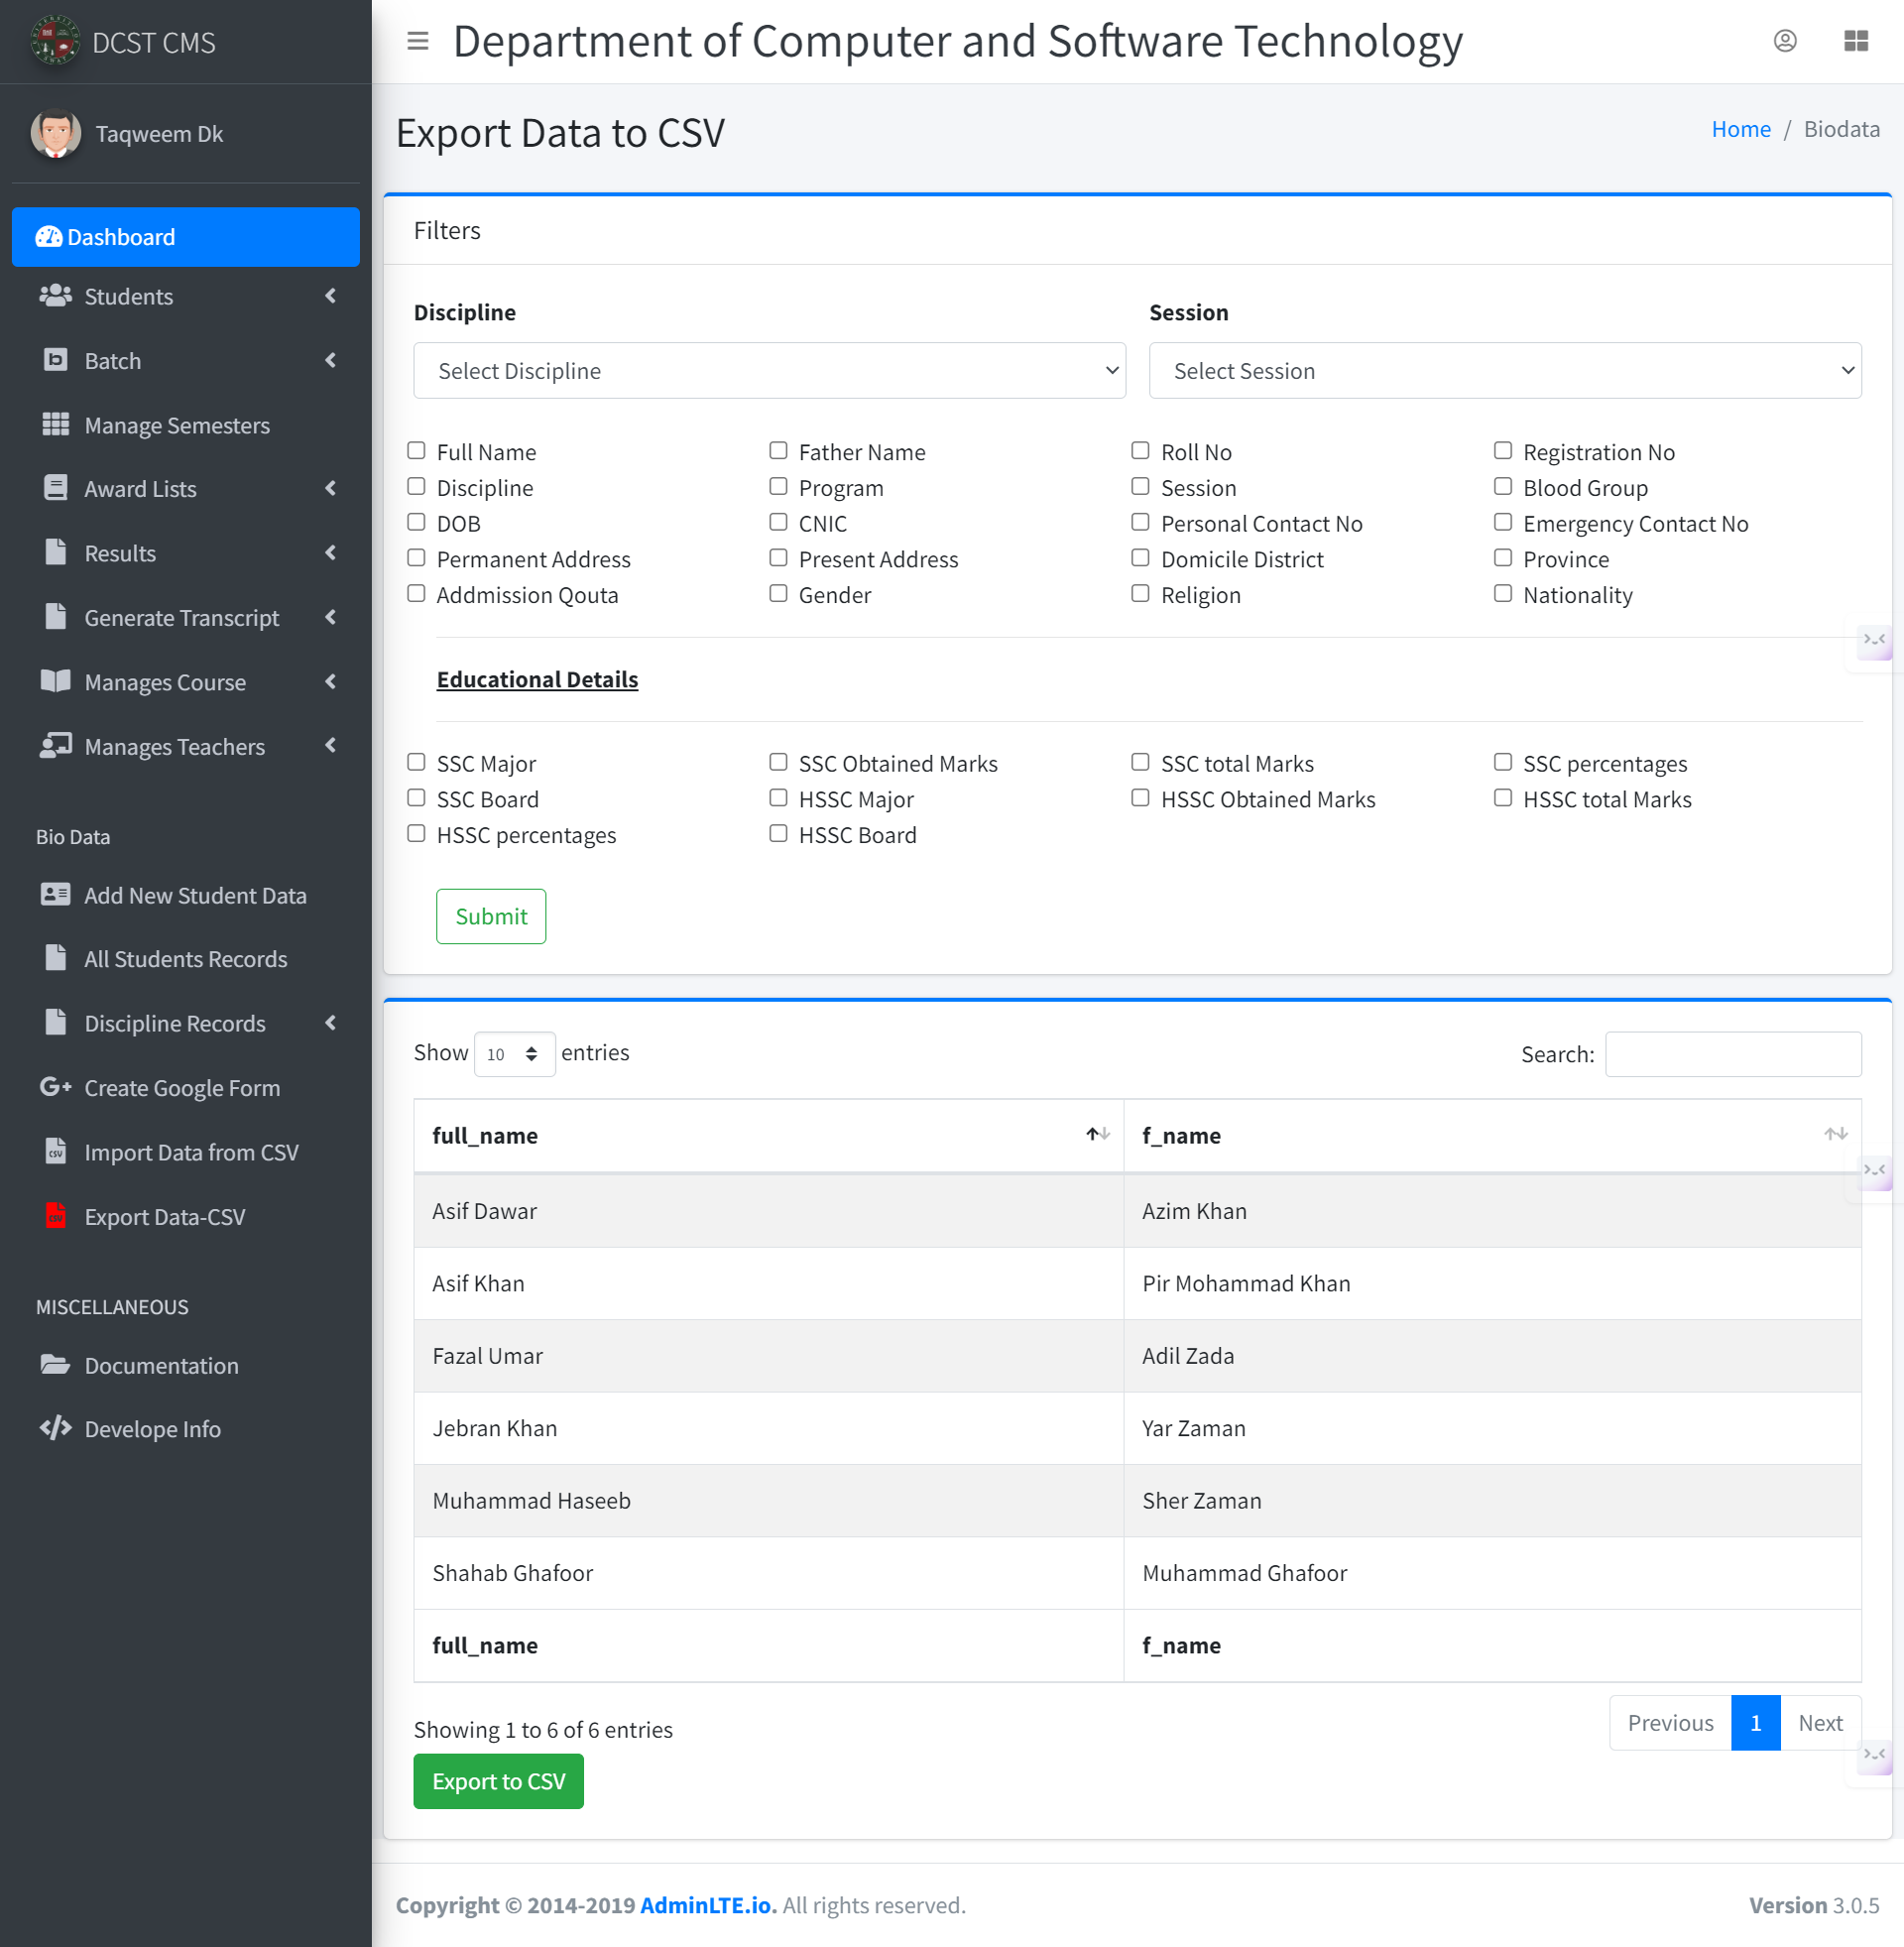 DCST CMS
Department of Computer and Software Technology
Taqweem Dk
Export Data to CSV
Home / Biodata
Dashboard
Students
Batch
Manage Semesters
Award Lists
Results
Generate Transcript
Manages Course
Manages Teachers
Bio Data
Add New Student Data
All Students Records
Discipline Records
Create Google Form
Import Data from CSV
Export Data-CSV
MISCELLANEOUS
Documentation
Develope Info
Filters
Discipline Session
Select Discipline Select Session
Full Name Father Name Roll No Registration No
Discipline Program Session Blood Group
DOB CNIC Personal Contact No Emergency Contact No
Permanent Address Present Address Domicile District Province
Addmission Qouta Gender Religion Nationality
Educational Details
SSC Major SSC Obtained Marks SSC total Marks SSC percentages
SSC Board HSSC Major HSSC Obtained Marks HSSC total Marks
HSSC percentages HSSC Board
Submit
Show 10 entries Search:
full_name f_name
Asif Dawar Azim Khan
Asif Khan Pir Mohammad Khan
Fazal Umar Adil Zada
Jebran Khan Yar Zaman
Muhammad Haseeb Sher Zaman
Shahab Ghafoor Muhammad Ghafoor
full_name f_name
Showing 1 to 6 of 6 entries Previous 1 Next
Export to CSV
Copyright © 2014-2019 AdminLTE.io. All rights reserved. Version 3.0.5